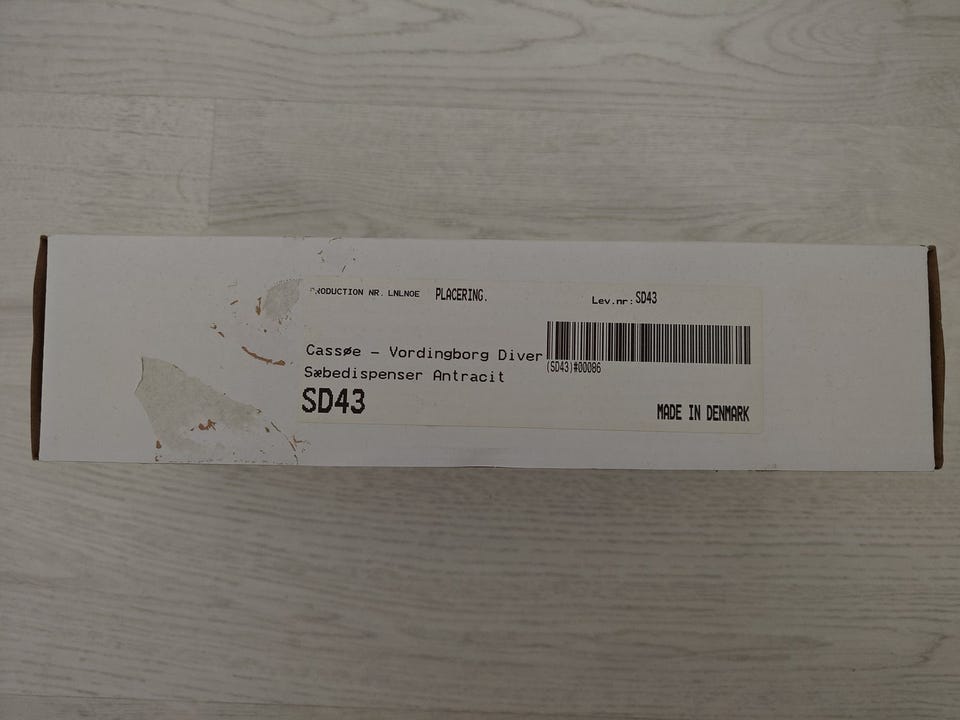 PRODUCTION NR. LNLNOE PLACERING. Lev.nr: SD43
Cassøe - Vordingborg Diver
(SD43)#00086
Sæbedispenser Antracit
SD43
MADE IN DENMARK